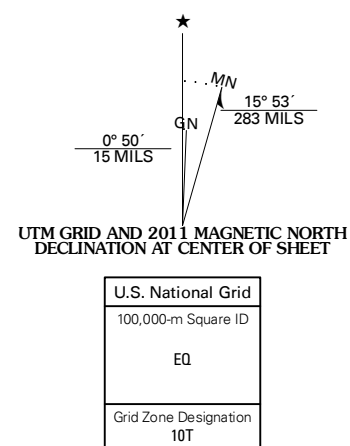 ★
MN
15° 53´
283 MILS
GN
0° 50´
15 MILS
UTM GRID AND 2011 MAGNETIC NORTH
DECLINATION AT CENTER OF SHEET
U.S. National Grid
100,000-m Square ID
EQ
Grid Zone Designation
10T